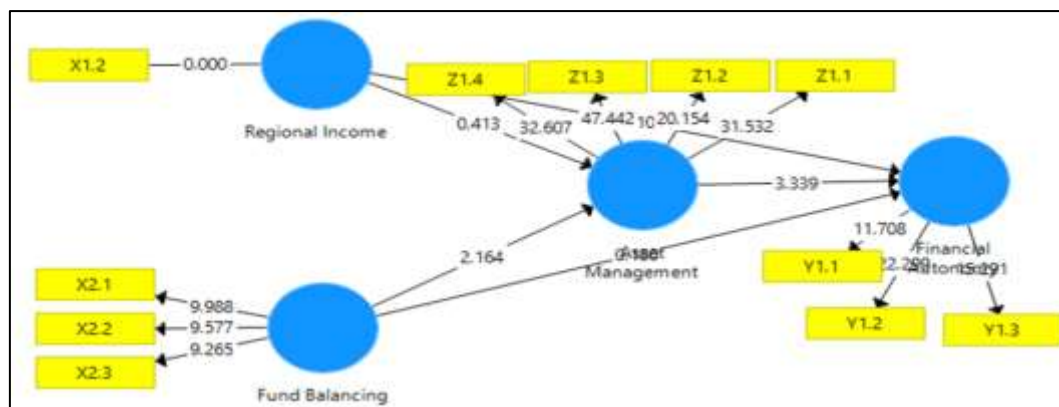 X1.2
0.000
Regional Income
Z1.4
Z1.3
Z1.2
Z1.1
0.413
32.607
47.442
20.154
31.532
3.339
Asset
Management
2.164
11.708
Financial
Y1.1
Y1.2
Y1.3
X2.1
X2.2
X2.3
9.988
9.577
9.265
Fund Balancing